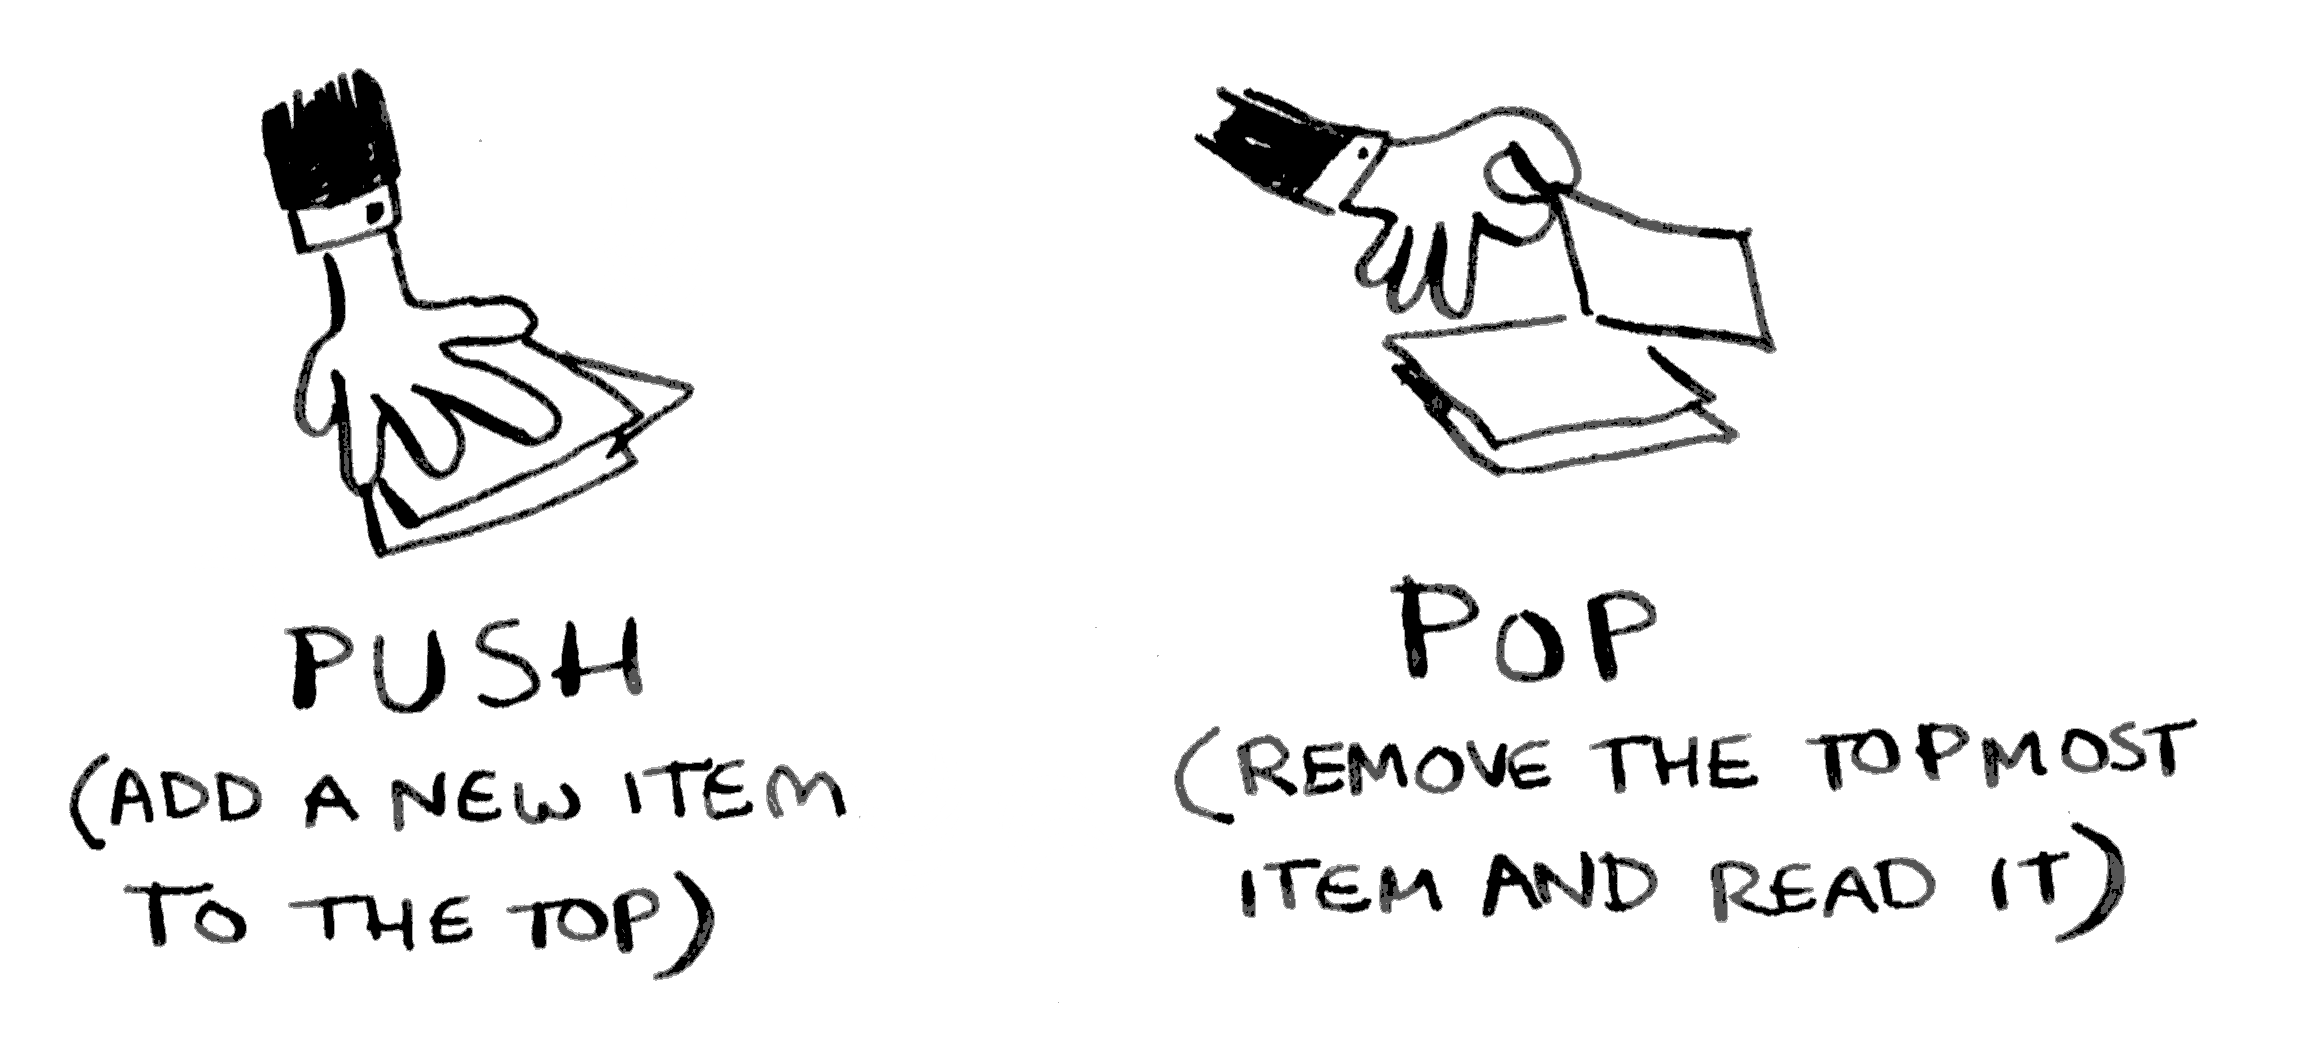 PUSH
(ADD A NEW ITEM
TO THE TOP)
POP
(REMOVE THE TOPMOST
ITEM AND READ IT)